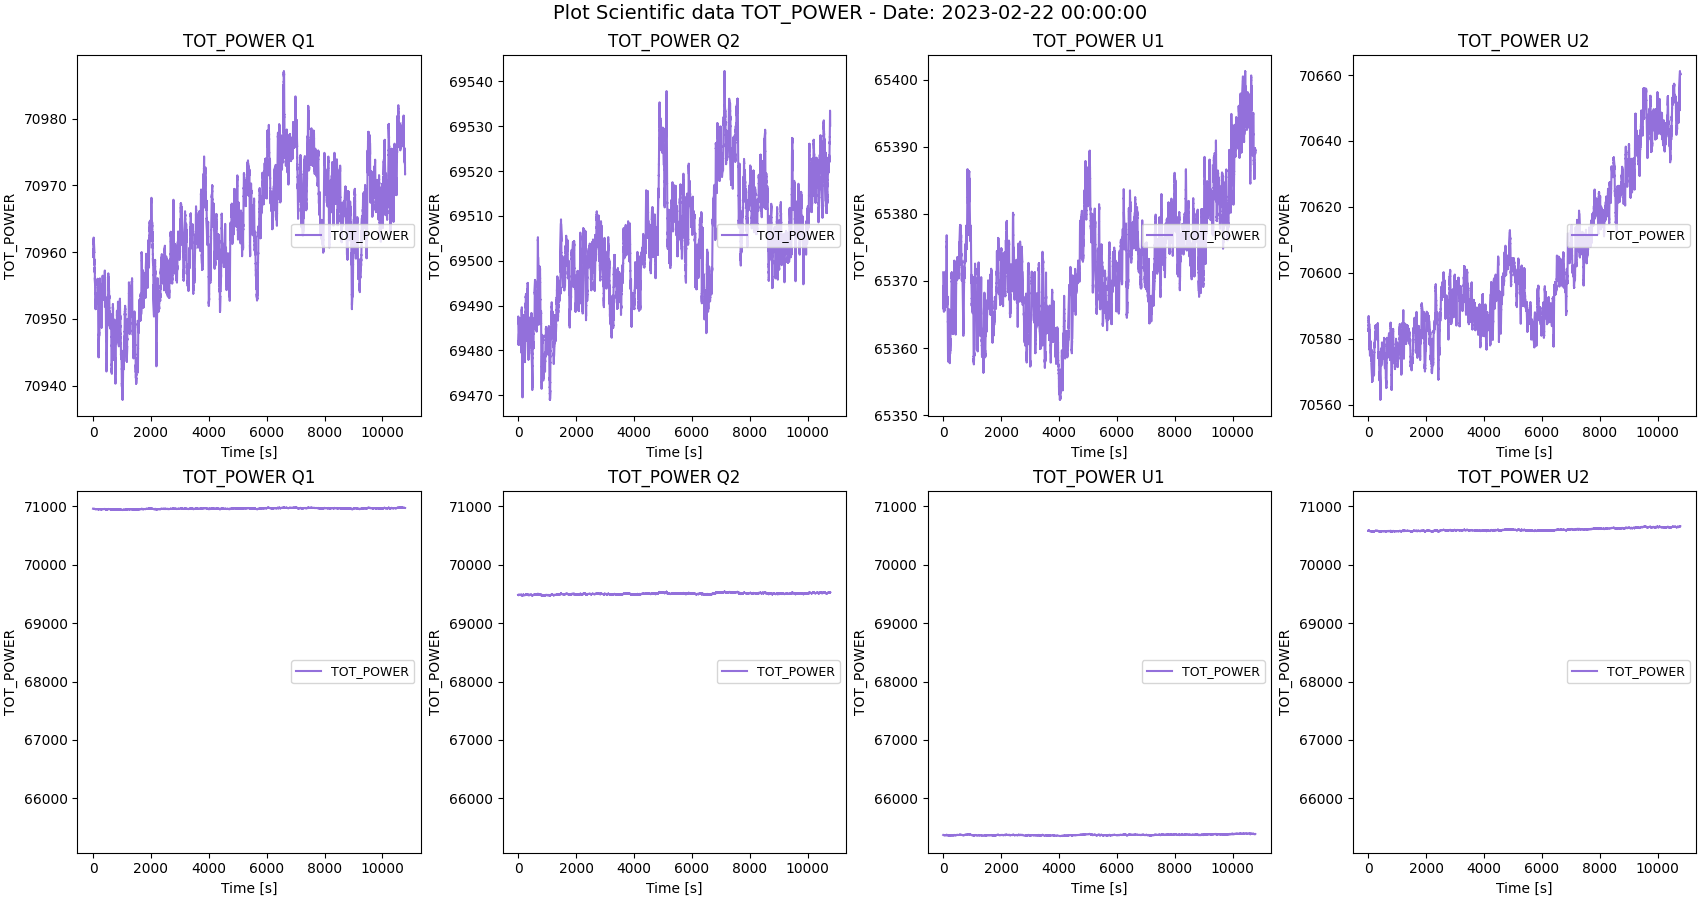 Plot Scientific data TOT_POWER - Date: 2023-02-22 00:00:00
TOT_POWER Q1
TOT_POWER
70980
70970
70960
70950
70940
TOT_POWER
0 2000 4000 6000 8000 10000
Time [s]
TOT_POWER Q2
TOT_POWER
69540
69530
69520
69510
69500
69490
69480
69470
TOT_POWER
0 2000 4000 6000 8000 10000
Time [s]
TOT_POWER U1
TOT_POWER
65400
65390
65380
65370
65360
65350
TOT_POWER
0 2000 4000 6000 8000 10000
Time [s]
TOT_POWER U2
TOT_POWER
70660
70640
70620
70600
70580
70560
TOT_POWER
0 2000 4000 6000 8000 10000
Time [s]
TOT_POWER Q1
TOT_POWER
71000
70000
69000
68000
67000
66000
TOT_POWER
0 2000 4000 6000 8000 10000
Time [s]
TOT_POWER Q2
TOT_POWER
71000
70000
69000
68000
67000
66000
TOT_POWER
0 2000 4000 6000 8000 10000
Time [s]
TOT_POWER U1
TOT_POWER
71000
70000
69000
68000
67000
66000
TOT_POWER
0 2000 4000 6000 8000 10000
Time [s]
TOT_POWER U2
TOT_POWER
71000
70000
69000
68000
67000
66000
TOT_POWER
0 2000 4000 6000 8000 10000
Time [s]